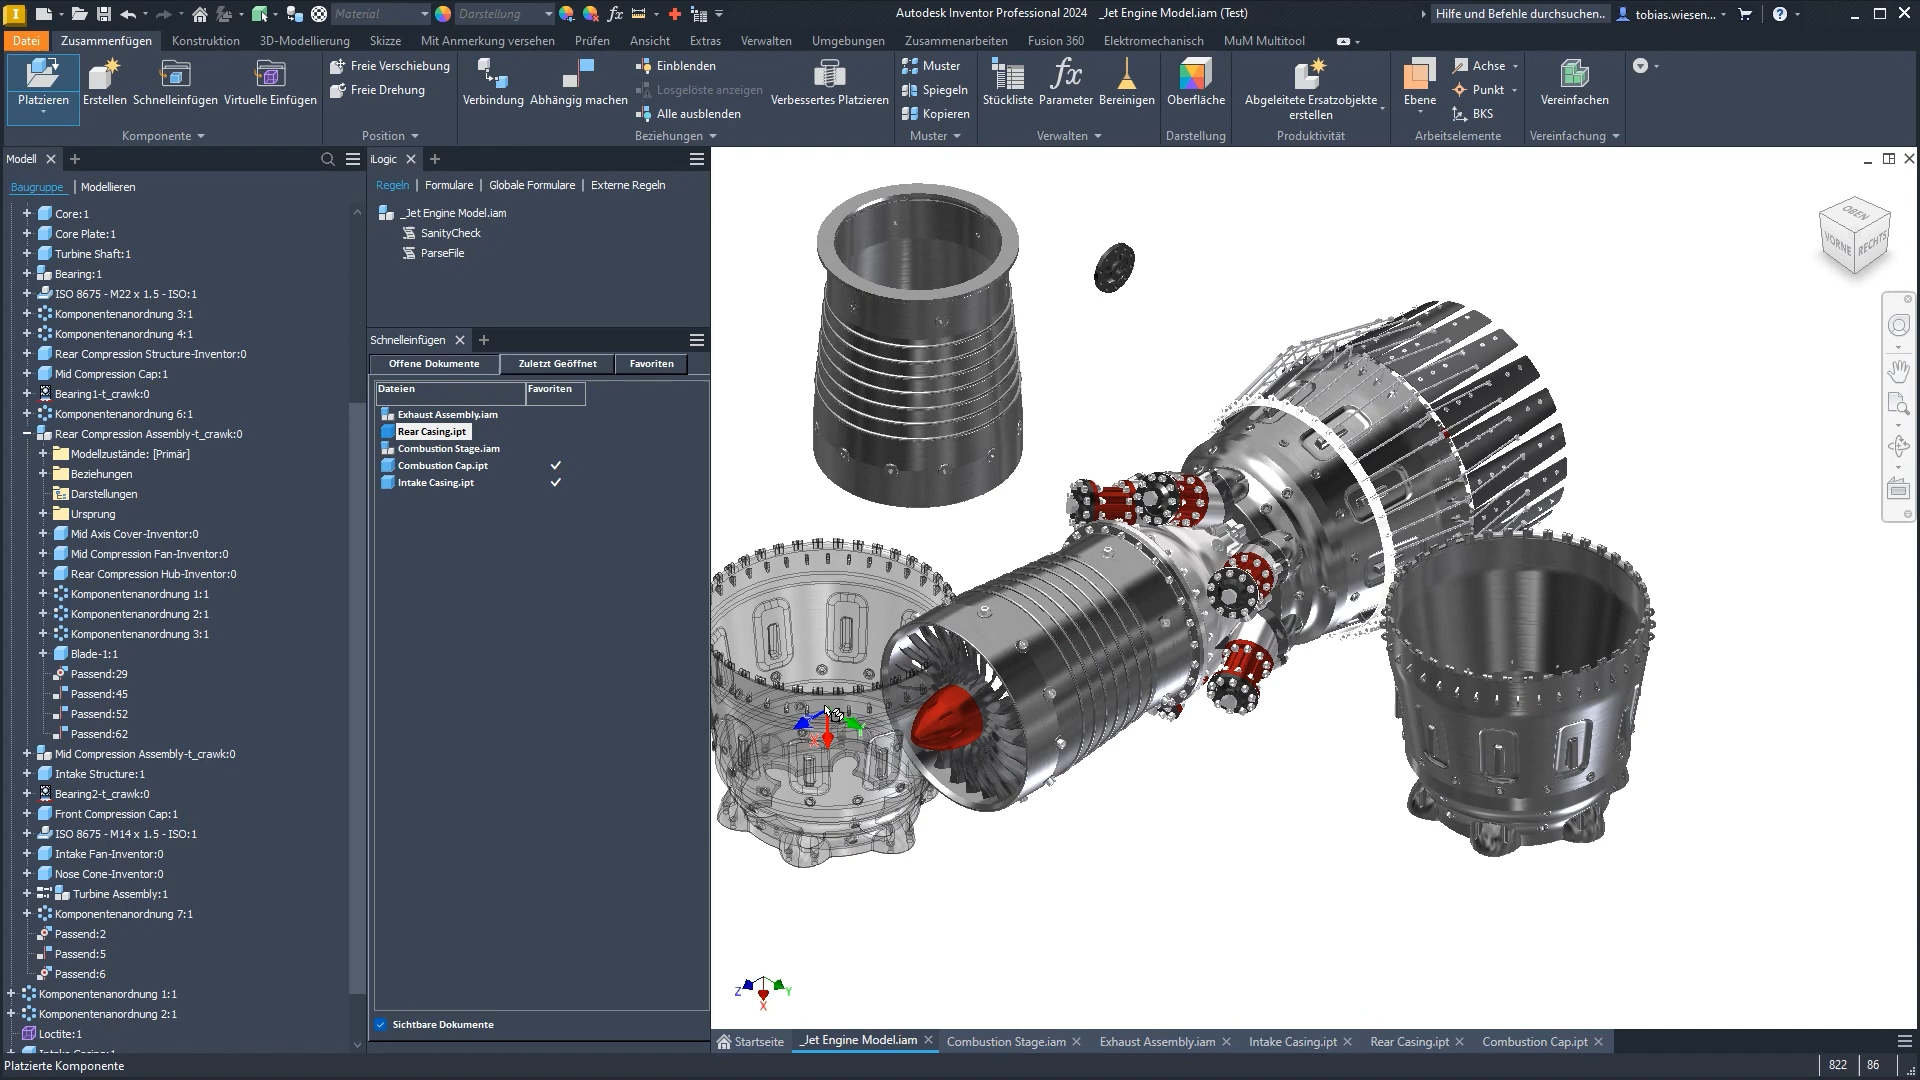 Material
Darstellung
Autodesk Inventor Professional 2024 _Jet Engine Model.iam (Test)
Hilfe und Befehle durchsuchen..
tobias.wiesen...
Datei Zusammenfügen Konstruktion 3D-Modellierung Skizze Mit Anmerkung versehen Prüfen Ansicht Extras Verwalten Umgebungen Zusammenarbeiten Fusion 360 Elektromechanisch MuM Multitool
Platzieren
Erstellen
Schnelleinfügen
Virtuelle Einfügen
Komponente
Freie Verschiebung
Freie Drehung
Position
Verbindung
Abhängig machen
Einblenden
Losgelöste anzeigen
Alle ausblenden
Beziehungen
Verbessertes Platzieren
Muster
Spiegeln
Kopieren
Muster
Stückliste
Parameter
Bereinigen
Verwalten
Oberfläche
Darstellung
Abgeleitete Ersatzobjekte
erstellen
Produktivität
Ebene
Achse
Punkt
BKS
Arbeitselemente
Vereinfachen
Vereinfachung
Modell
Baugruppe | Modellieren
Core:1
Core Plate:1
Turbine Shaft:1
Bearing:1
ISO 8675 - M22 x 1.5 - ISO:1
Komponentenanordnung 3:1
Komponentenanordnung 4:1
Rear Compression Structure-Inventor:0
Mid Compression Cap:1
Bearing1-t_crawk:0
Komponentenanordnung 6:1
Rear Compression Assembly-t_crawk:0
Modellzustände: [Primär]
Beziehungen
Darstellungen
Ursprung
Mid Axis Cover-Inventor:0
Mid Compression Fan-Inventor:0
Rear Compression Hub-Inventor:0
Komponentenanordnung 1:1
Komponentenanordnung 2:1
Komponentenanordnung 3:1
Blade-1:1
Passend:29
Passend:45
Passend:52
Passend:62
Mid Compression Assembly-t_crawk:0
Intake Structure:1
Bearing2-t_crawk:0
Front Compression Cap:1
ISO 8675 - M14 x 1.5 - ISO:1
Intake Fan-Inventor:0
Nose Cone-Inventor:0
Turbine Assembly:1
Komponentenanordnung 7:1
Passend:2
Passend:5
Passend:6
Komponentenanordnung 1:1
Komponentenanordnung 2:1
Loctite:1
iLogic
Regeln | Formulare | Globale Formulare | Externe Regeln
_Jet Engine Model.iam
SanityCheck
ParseFile
Schnelleinfügen
Offene Dokumente Zuletzt Geöffnet Favoriten
Dateien Favoriten
Exhaust Assembly.iam
Rear Casing.ipt
Combustion Stage.iam
Combustion Cap.ipt
Intake Casing.ipt
Sichtbare Dokumente
OBEN
VORNE
RECHTS
X
Z
Y
X
Startseite _Jet Engine Model.iam Combustion Stage.iam Exhaust Assembly.iam Intake Casing.ipt Rear Casing.ipt Combustion Cap.ipt
Platzierte Komponente
822 86